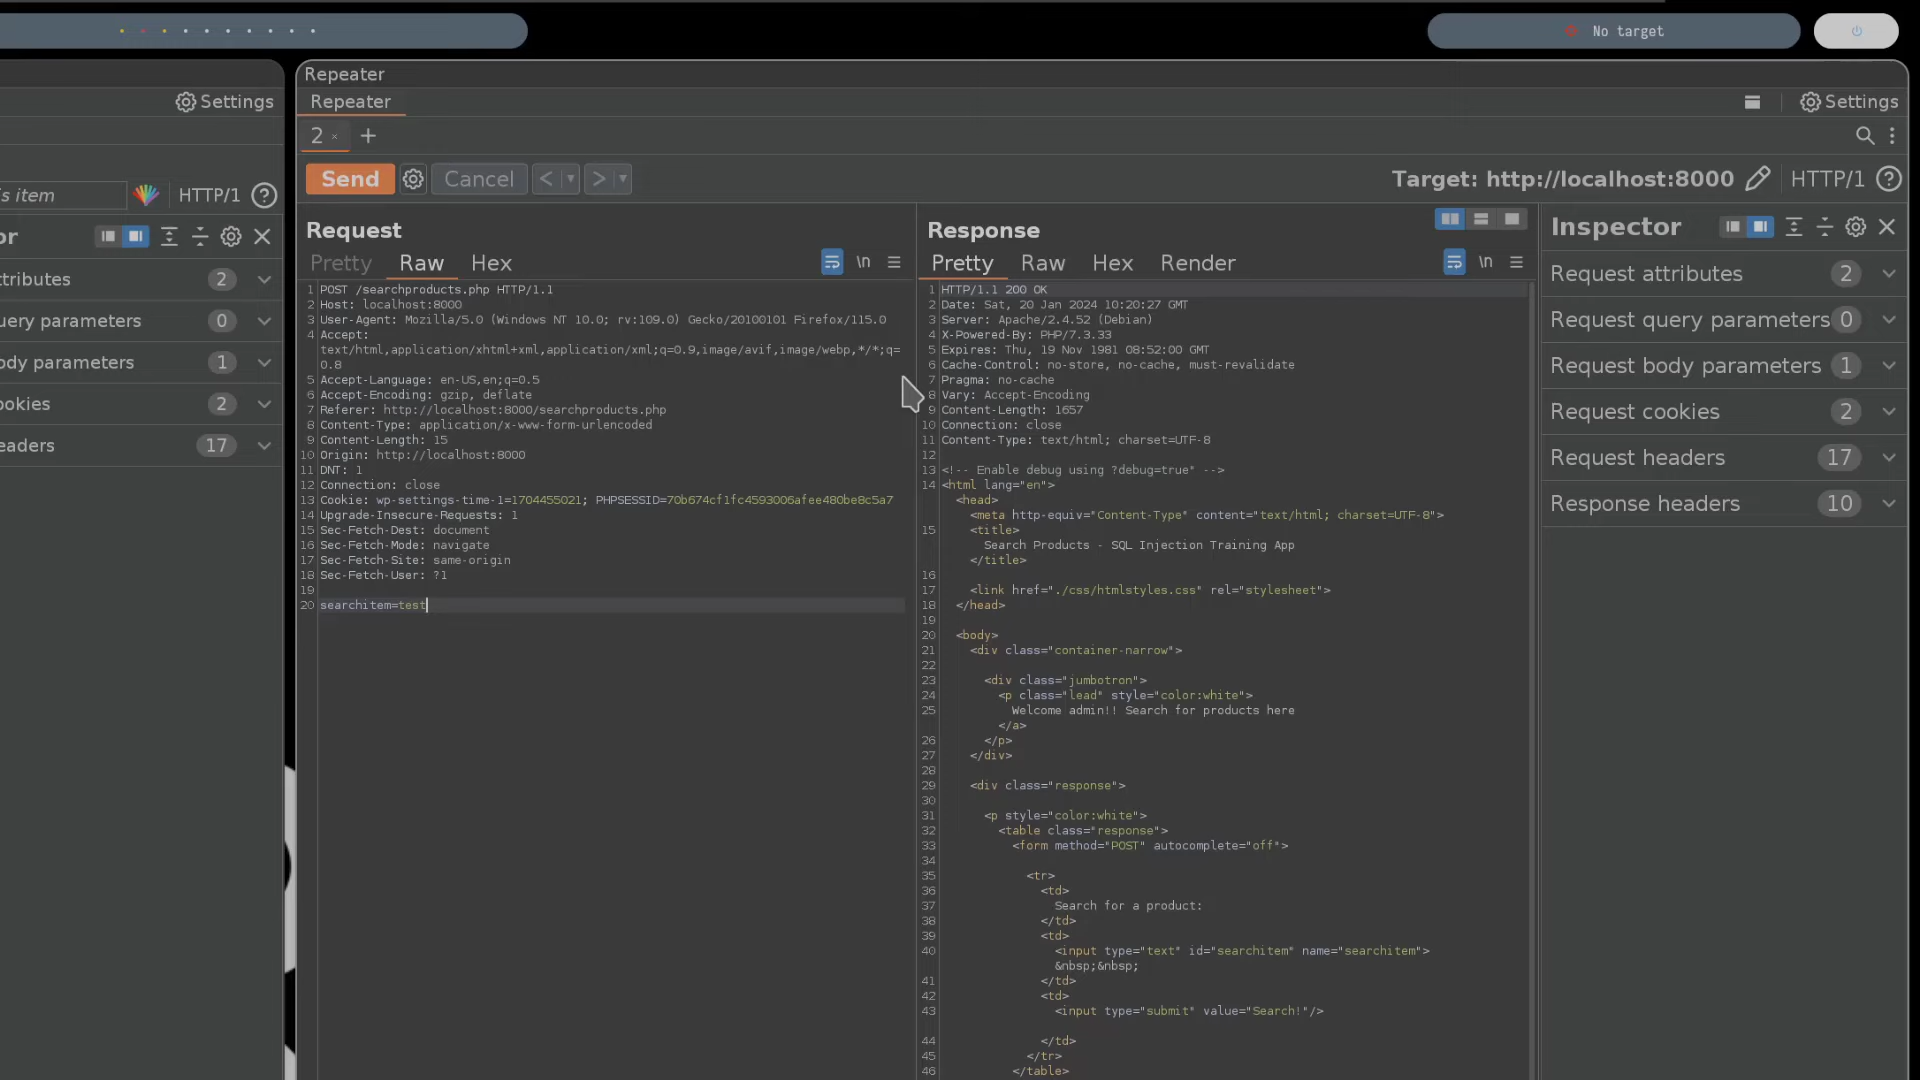 No target
Repeater
Settings
Repeater
Settings
2 × +
Send
Cancel
< >
Target: http://localhost:8000
HTTP/1
s item
HTTP/1
or
ttributes 2
uery parameters 0
ody parameters 1
ookies 2
eaders 17
Request
Pretty Raw Hex
\n
1 POST /searchproducts.php HTTP/1.1
2 Host: localhost:8000
3 User-Agent: Mozilla/5.0 (Windows NT 10.0; rv:109.0) Gecko/20100101 Firefox/115.0
4 Accept:
text/html,application/xhtml+xml,application/xml;q=0.9,image/avif,image/webp,*/*;q=
0.8
5 Accept-Language: en-US,en;q=0.5
6 Accept-Encoding: gzip, deflate
7 Referer: http://localhost:8000/searchproducts.php
8 Content-Type: application/x-www-form-urlencoded
9 Content-Length: 15
10 Origin: http://localhost:8000
11 DNT: 1
12 Connection: close
13 Cookie: wp-settings-time-1=1704455021; PHPSESSID=70b674cf1fc4593006afee480be8c5a7
14 Upgrade-Insecure-Requests: 1
15 Sec-Fetch-Dest: document
16 Sec-Fetch-Mode: navigate
17 Sec-Fetch-Site: same-origin
18 Sec-Fetch-User: ?1
19
20 searchitem=test
Response
Pretty Raw Hex Render
\n
1 HTTP/1.1 200 OK
2 Date: Sat, 20 Jan 2024 10:20:27 GMT
3 Server: Apache/2.4.52 (Debian)
4 X-Powered-By: PHP/7.3.33
5 Expires: Thu, 19 Nov 1981 08:52:00 GMT
6 Cache-Control: no-store, no-cache, must-revalidate
7 Pragma: no-cache
8 Vary: Accept-Encoding
9 Content-Length: 1657
10 Connection: close
11 Content-Type: text/html; charset=UTF-8
12
13 <!-- Enable debug using ?debug=true" -->
14 <html lang="en">
<head>
<meta http-equiv="Content-Type" content="text/html; charset=UTF-8">
15 <title>
Search Products - SQL Injection Training App
</title>
16
17 <link href="./css/htmlstyles.css" rel="stylesheet">
18 </head>
19
20 <body>
21 <div class="container-narrow">
22
23 <div class="jumbotron">
24 <p class="lead" style="color:white">
25 Welcome admin!! Search for products here
</a>
26 </p>
27 </div>
28
29 <div class="response">
30
31 <p style="color:white">
32 <table class="response">
33 <form method="POST" autocomplete="off">
34
35 <tr>
36 <td>
37 Search for a product:
38 </td>
39 <td>
40 <input type="text" id="searchitem" name="searchitem">
&nbsp;&nbsp;
41 </td>
42 <td>
43 <input type="submit" value="Search!"/>
44 </td>
45 </tr>
46 </table>
Inspector
Request attributes 2
Request query parameters 0
Request body parameters 1
Request cookies 2
Request headers 17
Response headers 10